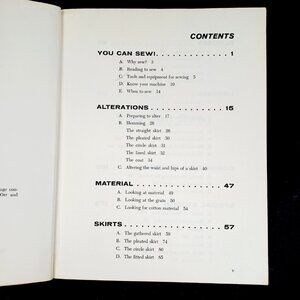 CONTENTS
YOU CAN SEW! . . . . . . . . . . . . 1
A. Why sew? 3
B. Reading to sew 4
C. Tools and equipment for sewing 5
D. Know your machine 10
E. When to sew 14
ALTERATIONS . . . . . . . . . . . . 15
A. Preparing to alter 17
B. Hemming 26
The straight skirt 28
The pleated skirt 30
The circle skirt 31
The lined skirt 32
The coat 34
C. Altering the waist and hips of a skirt 40
MATERIAL . . . . . . . . . . . . 47
A. Looking at material 49
B. Looking at the grain 50
C. Looking for cotton material 54
SKIRTS . . . . . . . . . . . . 57
A. The gathered skirt 59
B. The pleated skirt 74
C. The circle skirt 80
D. The fitted skirt 85
v